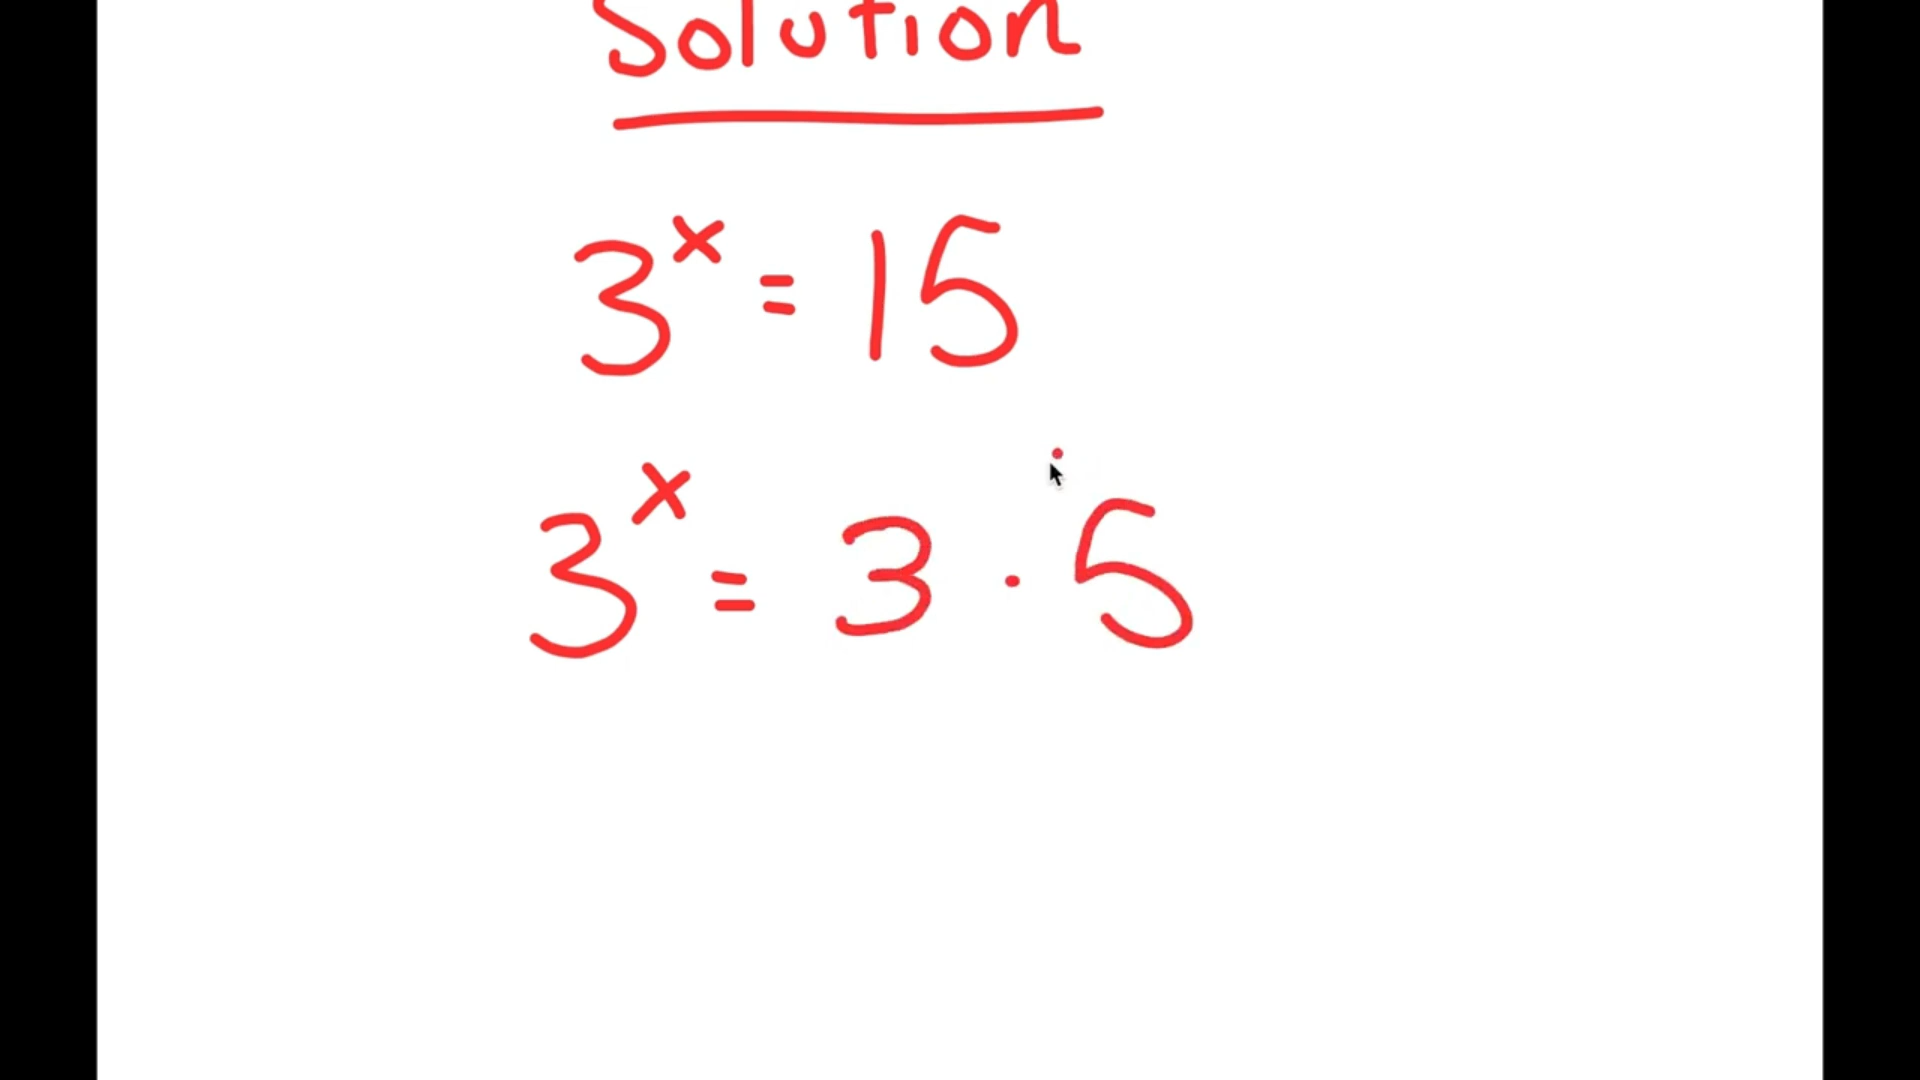 Solution
3^x = 15
3^x = 3 · 5